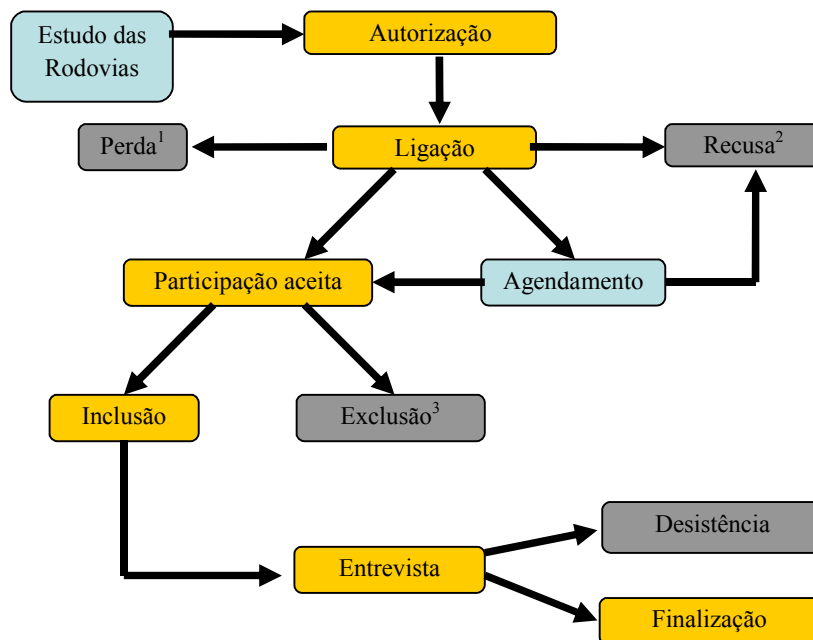 Estudo das
Rodovias
Autorização
Perda¹
Ligação
Recusa²
Participação aceita
Agendamento
Inclusão
Exclusão³
Desistência
Entrevista
Finalização